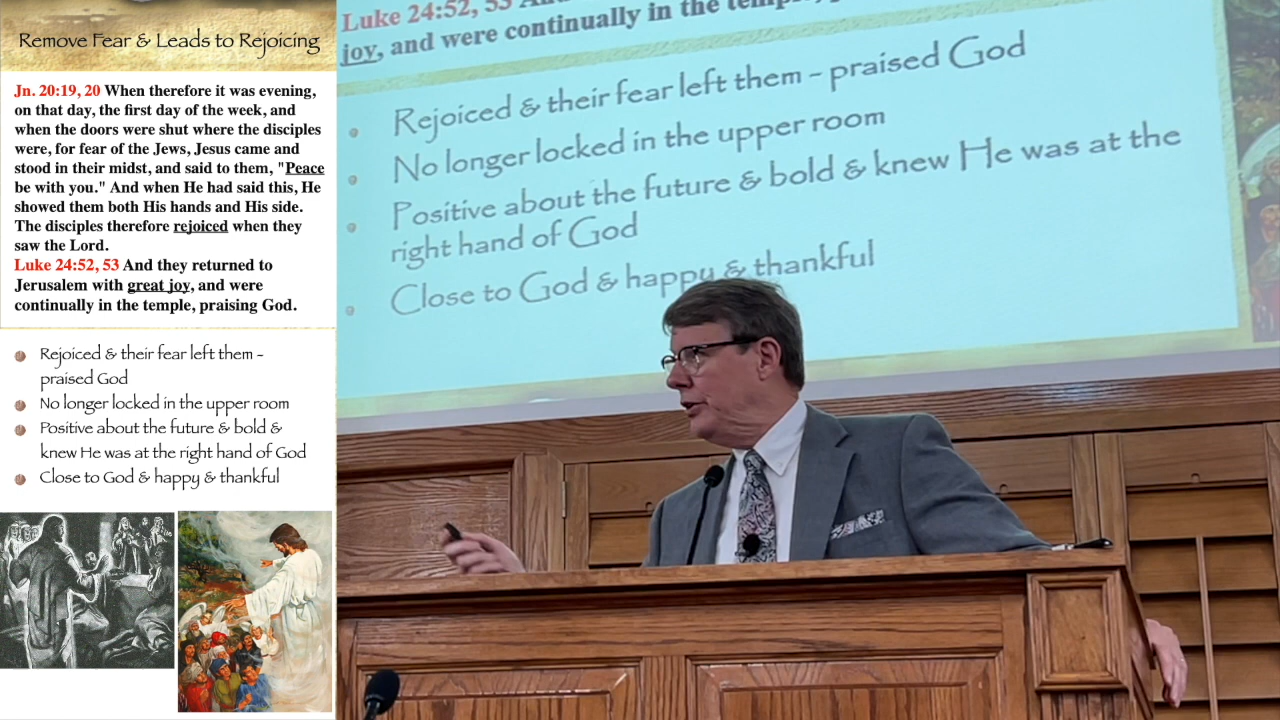 Remove Fear & Leads to Rejoicing
Jn. 20:19, 20 When therefore it was evening,
on that day, the first day of the week, and
when the doors were shut where the disciples
were, for fear of the Jews, Jesus came and
stood in their midst, and said to them, "Peace
be with you." And when He had said this, He
showed them both His hands and His side.
The disciples therefore rejoiced when they
saw the Lord.
Luke 24:52, 53 And they returned to
Jerusalem with great joy, and were
continually in the temple, praising God.
Rejoiced & their fear left them -
praised God
No longer locked in the upper room
Positive about the future & bold &
knew He was at the right hand of God
Close to God & happy & thankful
Luke 24:52, 53
joy, and were continually in the
Rejoiced & their fear left them - praised God
No longer locked in the upper room
Positive about the future & bold & knew He was at the
right hand of God
Close to God & happy & thankful